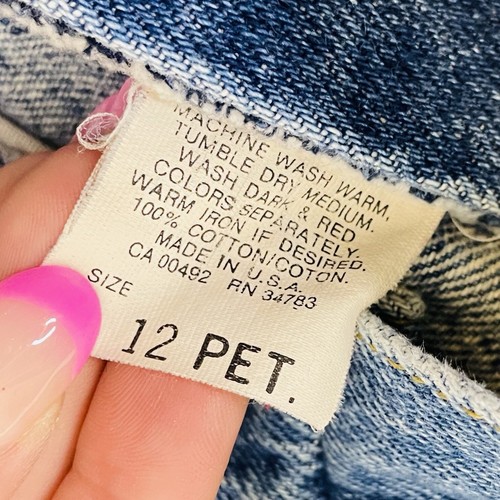 MACHINE WASH WARM.
TUMBLE DRY MEDIUM.
WASH DARK & RED
COLORS SEPARATELY.
WARM IRON IF DESIRED.
100% COTTON/COTON.
MADE IN U.S.A.
CA 00492 RN 34783
SIZE
12 PET.